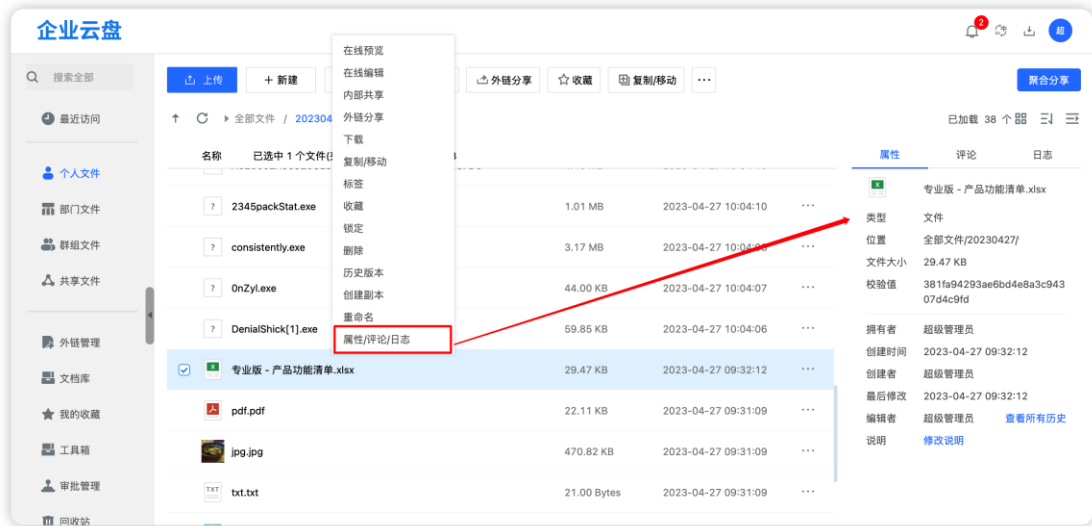 企业云盘
2
超
搜索全部
上传
+ 新建
外链分享
收藏
复制/移动
...
聚合分享
最近访问
全部文件 / 202304
已加载 38 个
名称 已选中 1 个文件
在线预览
在线编辑
内部共享
外链分享
下载
复制/移动
标签
收藏
锁定
删除
历史版本
创建副本
重命名
属性/评论/日志
个人文件
部门文件
群组文件
共享文件
外链管理
文档库
我的收藏
工具箱
审批管理
回收站
2345packStat.exe 1.01 MB 2023-04-27 10:04:10 ...
consistently.exe 3.17 MB 2023-04-27 10:04:08 ...
0nZyl.exe 44.00 KB 2023-04-27 10:04:07 ...
DenialShick[1].exe 59.85 KB 2023-04-27 10:04:06 ...
专业版 - 产品功能清单.xlsx 29.47 KB 2023-04-27 09:32:12 ...
pdf.pdf 22.11 KB 2023-04-27 09:31:09 ...
jpg.jpg 470.82 KB 2023-04-27 09:31:09 ...
TXT txt.txt 21.00 Bytes 2023-04-27 09:31:09 ...
属性 评论 日志
专业版 - 产品功能清单.xlsx
类型 文件
位置 全部文件/20230427/
文件大小 29.47 KB
校验值 381fa94293ae6bd4e8a3c943
07d4c9fd
拥有者 超级管理员
创建时间 2023-04-27 09:32:12
创建者 超级管理员
最后修改 2023-04-27 09:32:12
编辑者 超级管理员 查看所有历史
说明 修改说明